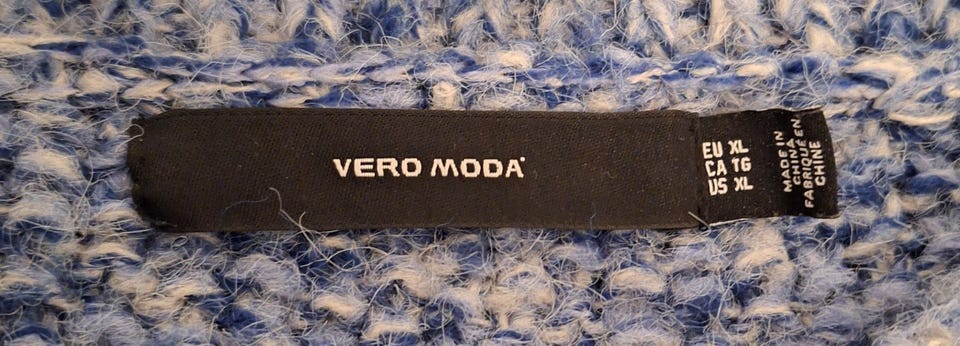 VERO MODA
EU XL
CA TG
US XL
MADE IN
CHINA
FABRIQUÉ EN
CHINE